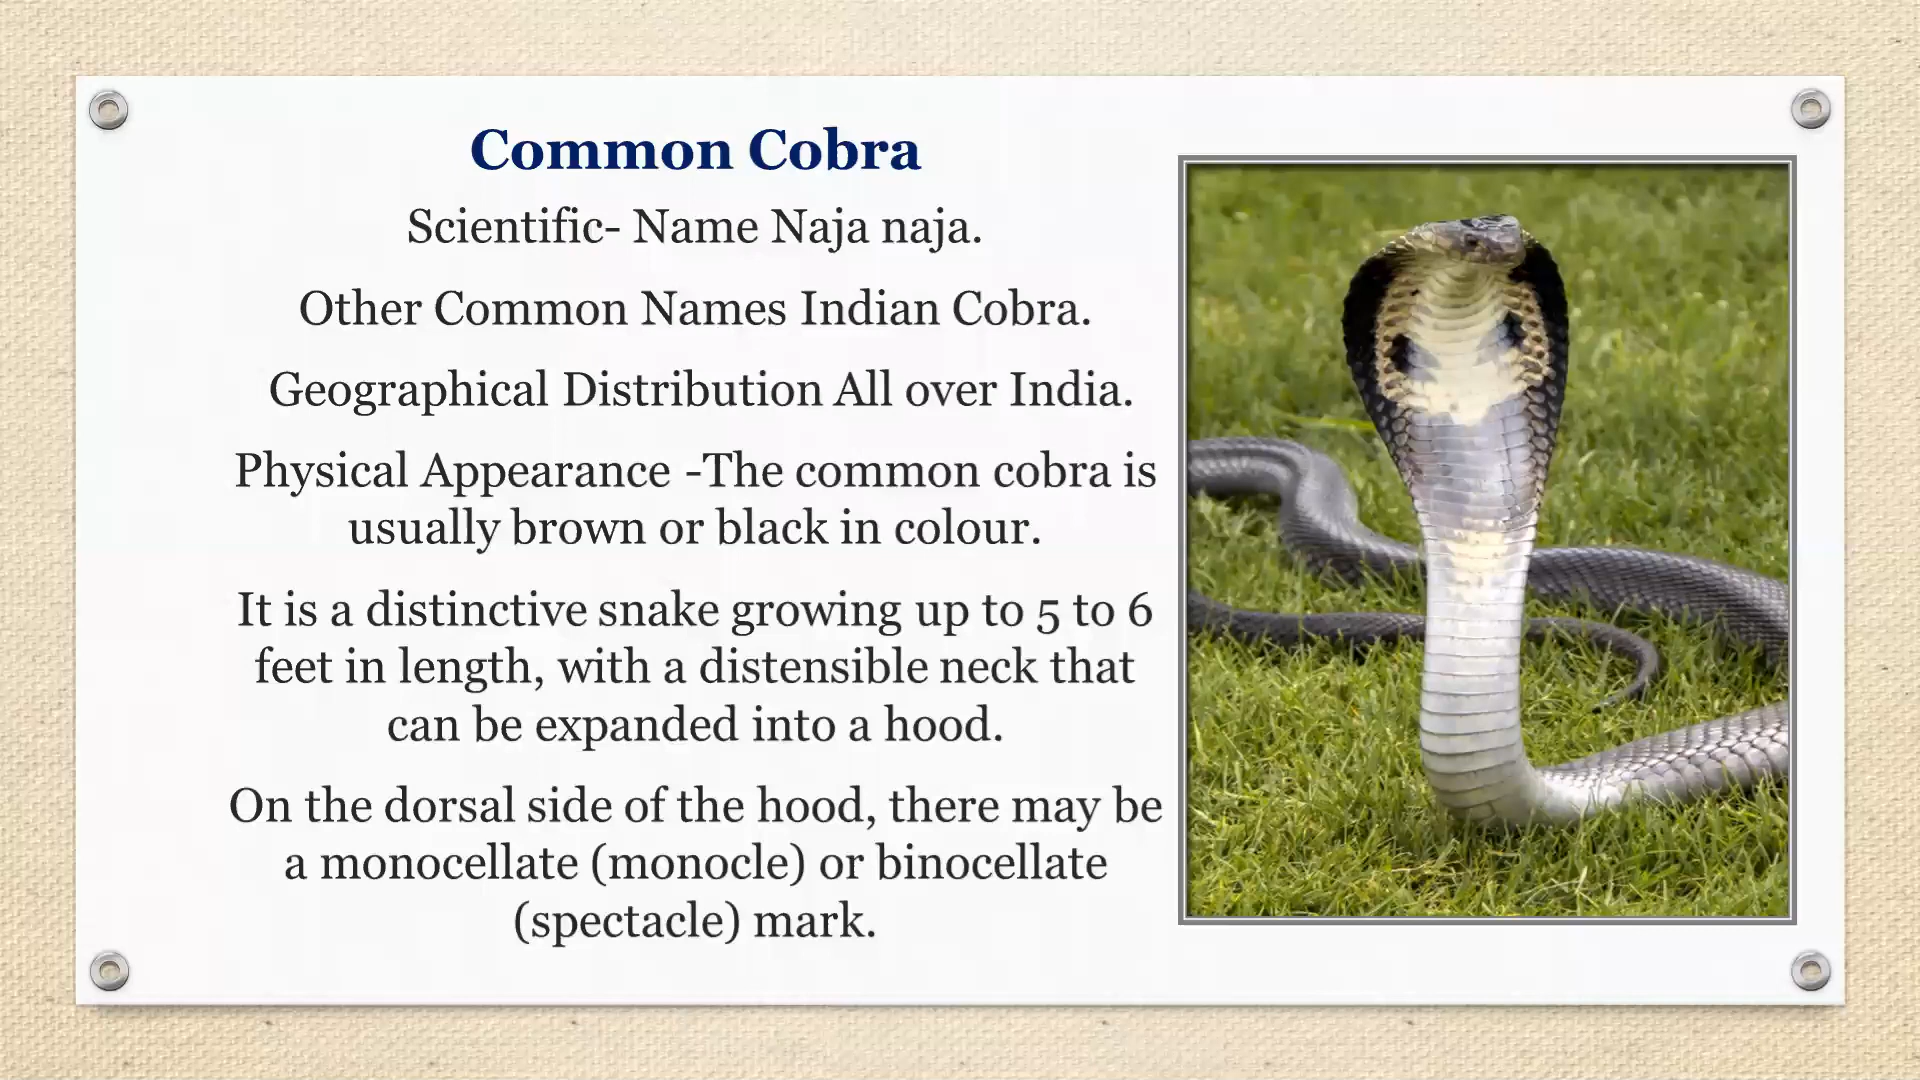 Common Cobra
Scientific- Name Naja naja.
Other Common Names Indian Cobra.
Geographical Distribution All over India.
Physical Appearance -The common cobra is
usually brown or black in colour.
It is a distinctive snake growing up to 5 to 6
feet in length, with a distensible neck that
can be expanded into a hood.
On the dorsal side of the hood, there may be
a monocellate (monocle) or binocellate
(spectacle) mark.